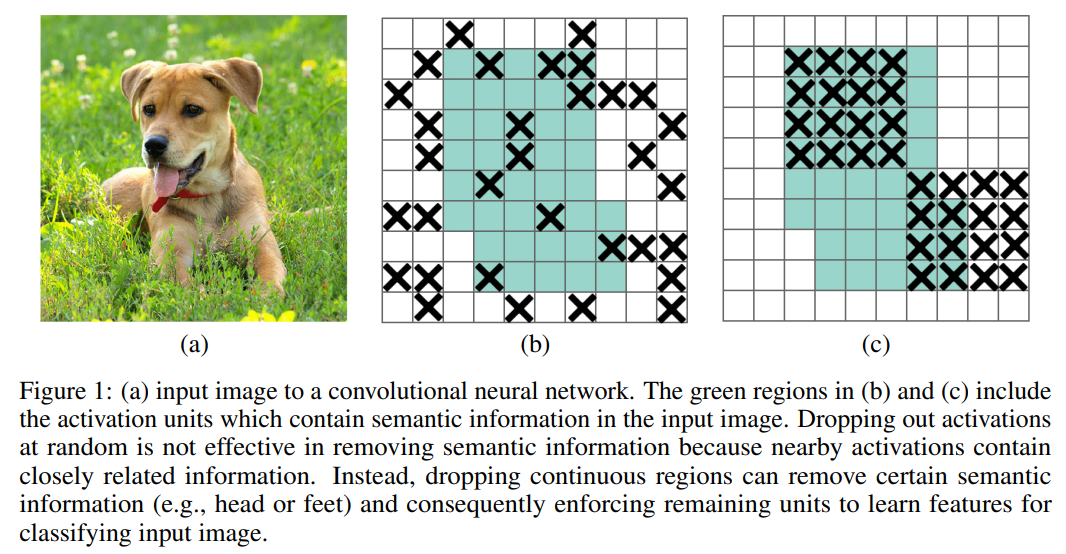 (a)
(b)
(c)
Figure 1: (a) input image to a convolutional neural network. The green regions in (b) and (c) include
the activation units which contain semantic information in the input image. Dropping out activations
at random is not effective in removing semantic information because nearby activations contain
closely related information. Instead, dropping continuous regions can remove certain semantic
information (e.g., head or feet) and consequently enforcing remaining units to learn features for
classifying input image.